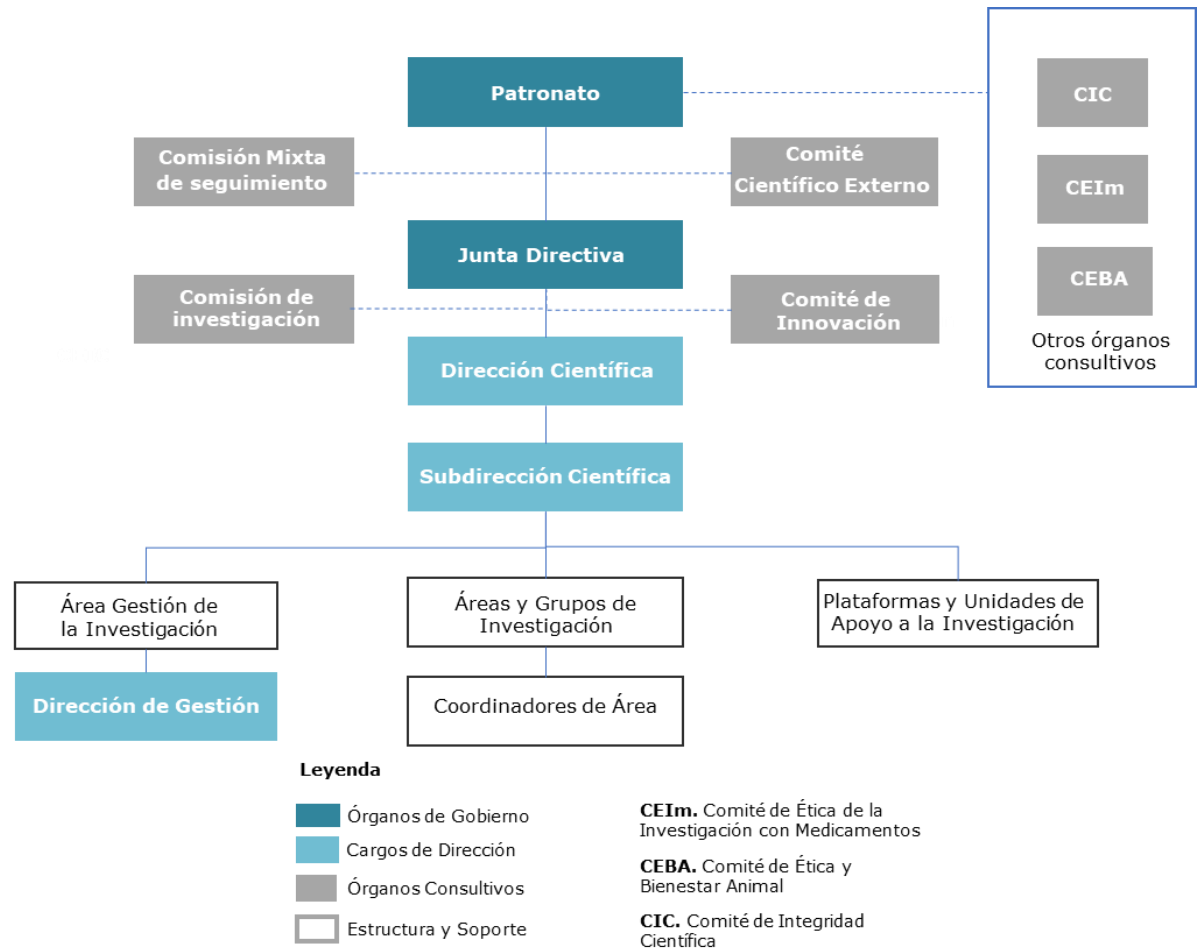 Patronato
CIC
Comisión Mixta
de seguimiento
Comité
Científico Externo
CEIm
Junta Directiva
CEBA
Comisión de
investigación
Comité de
Innovación
Otros órganos
consultivos
Dirección Científica
Subdirección Científica
Área Gestión de
la Investigación
Áreas y Grupos de
Investigación
Plataformas y Unidades de
Apoyo a la Investigación
Dirección de Gestión
Coordinadores de Área
Leyenda
Órganos de Gobierno
Cargos de Dirección
Órganos Consultivos
Estructura y Soporte
CEIm. Comité de Ética de la
Investigación con Medicamentos
CEBA. Comité de Ética y
Bienestar Animal
CIC. Comité de Integridad
Científica